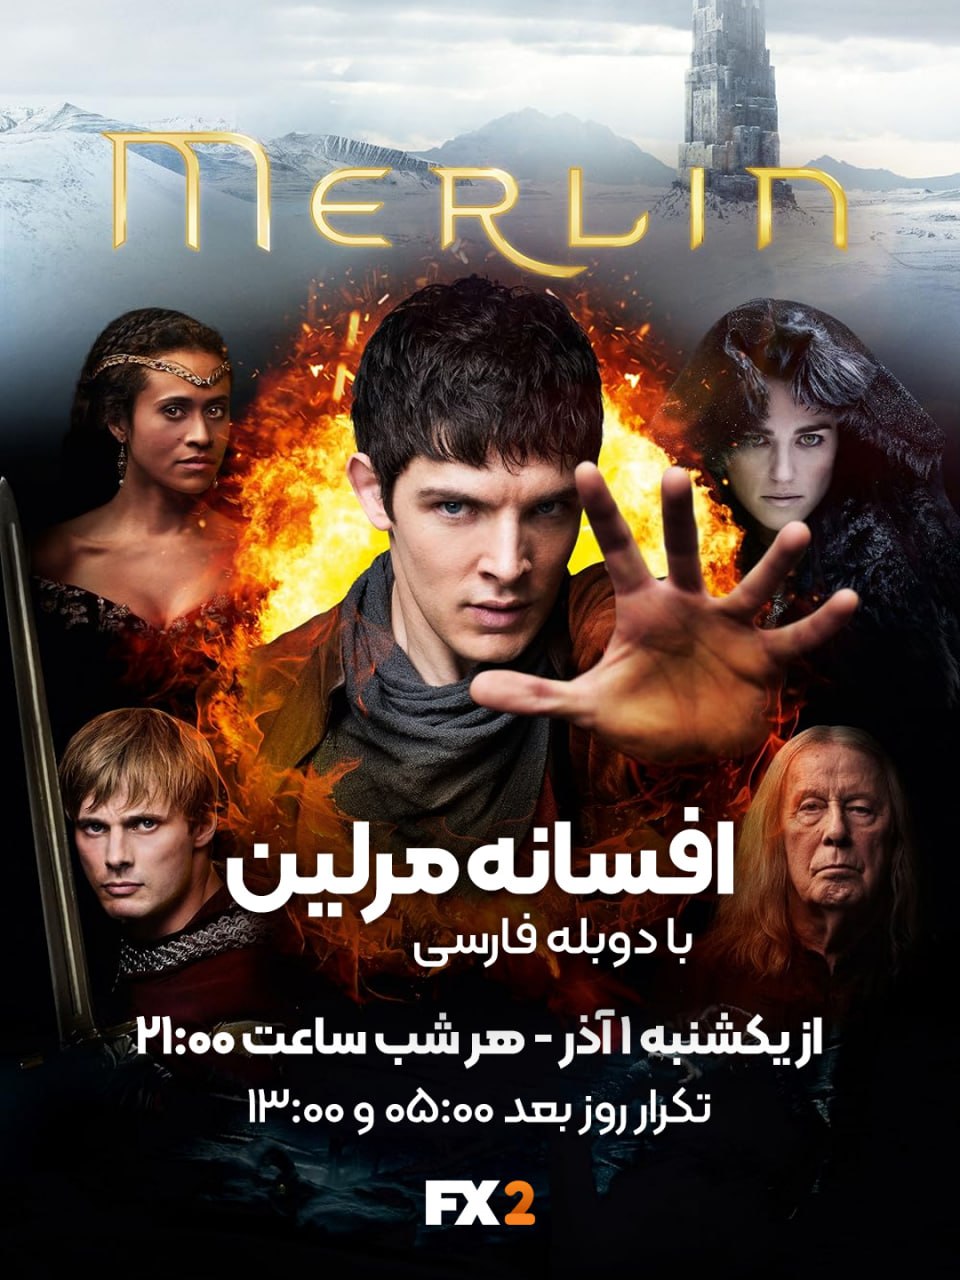 MERLIN
افسانه مرلین
با دوبله فارسی
از یکشنبه ۱ آذر - هر شب ساعت ۲۱:۰۰
تکرار روز بعد ۰۵:۰۰ و ۱۳:۰۰
FX2